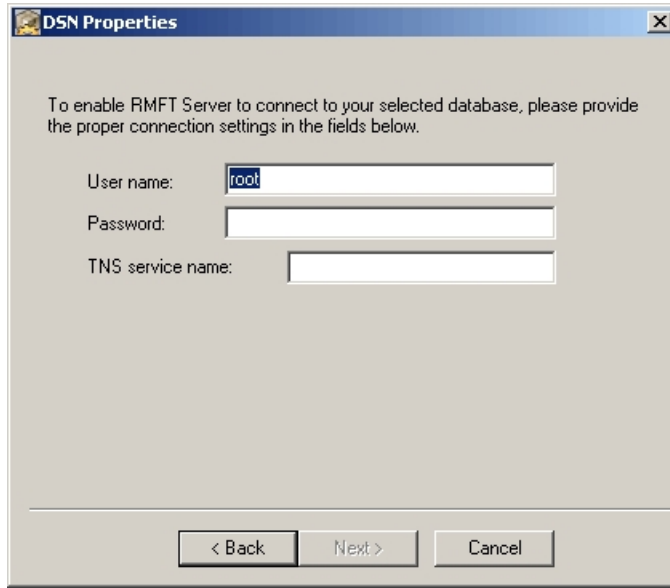 DSN Properties
To enable RMFT Server to connect to your selected database, please provide
the proper connection settings in the fields below.
User name: root
Password:
TNS service name:
< Back Next > Cancel